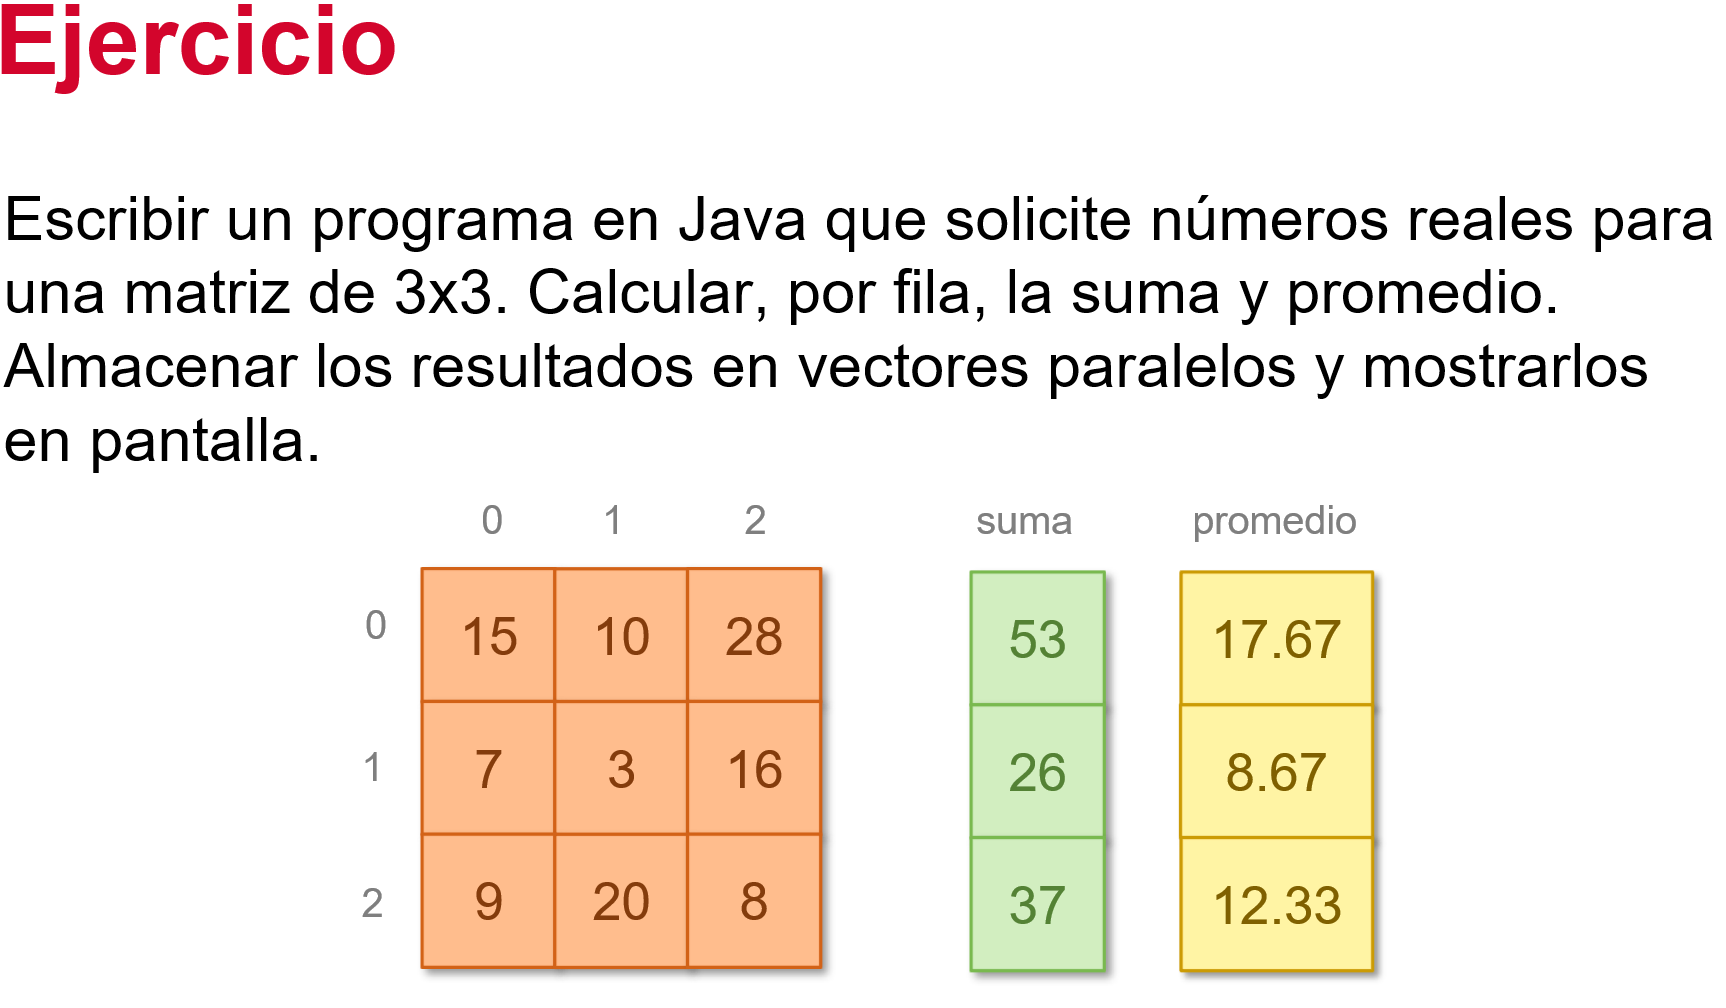 Ejercicio
Escribir un programa en Java que solicite números reales para
una matriz de 3x3. Calcular, por fila, la suma y promedio.
Almacenar los resultados en vectores paralelos y mostrarlos
en pantalla.
0 1 2 suma promedio
0 15 10 28 53 17.67
1 7 3 16 26 8.67
2 9 20 8 37 12.33